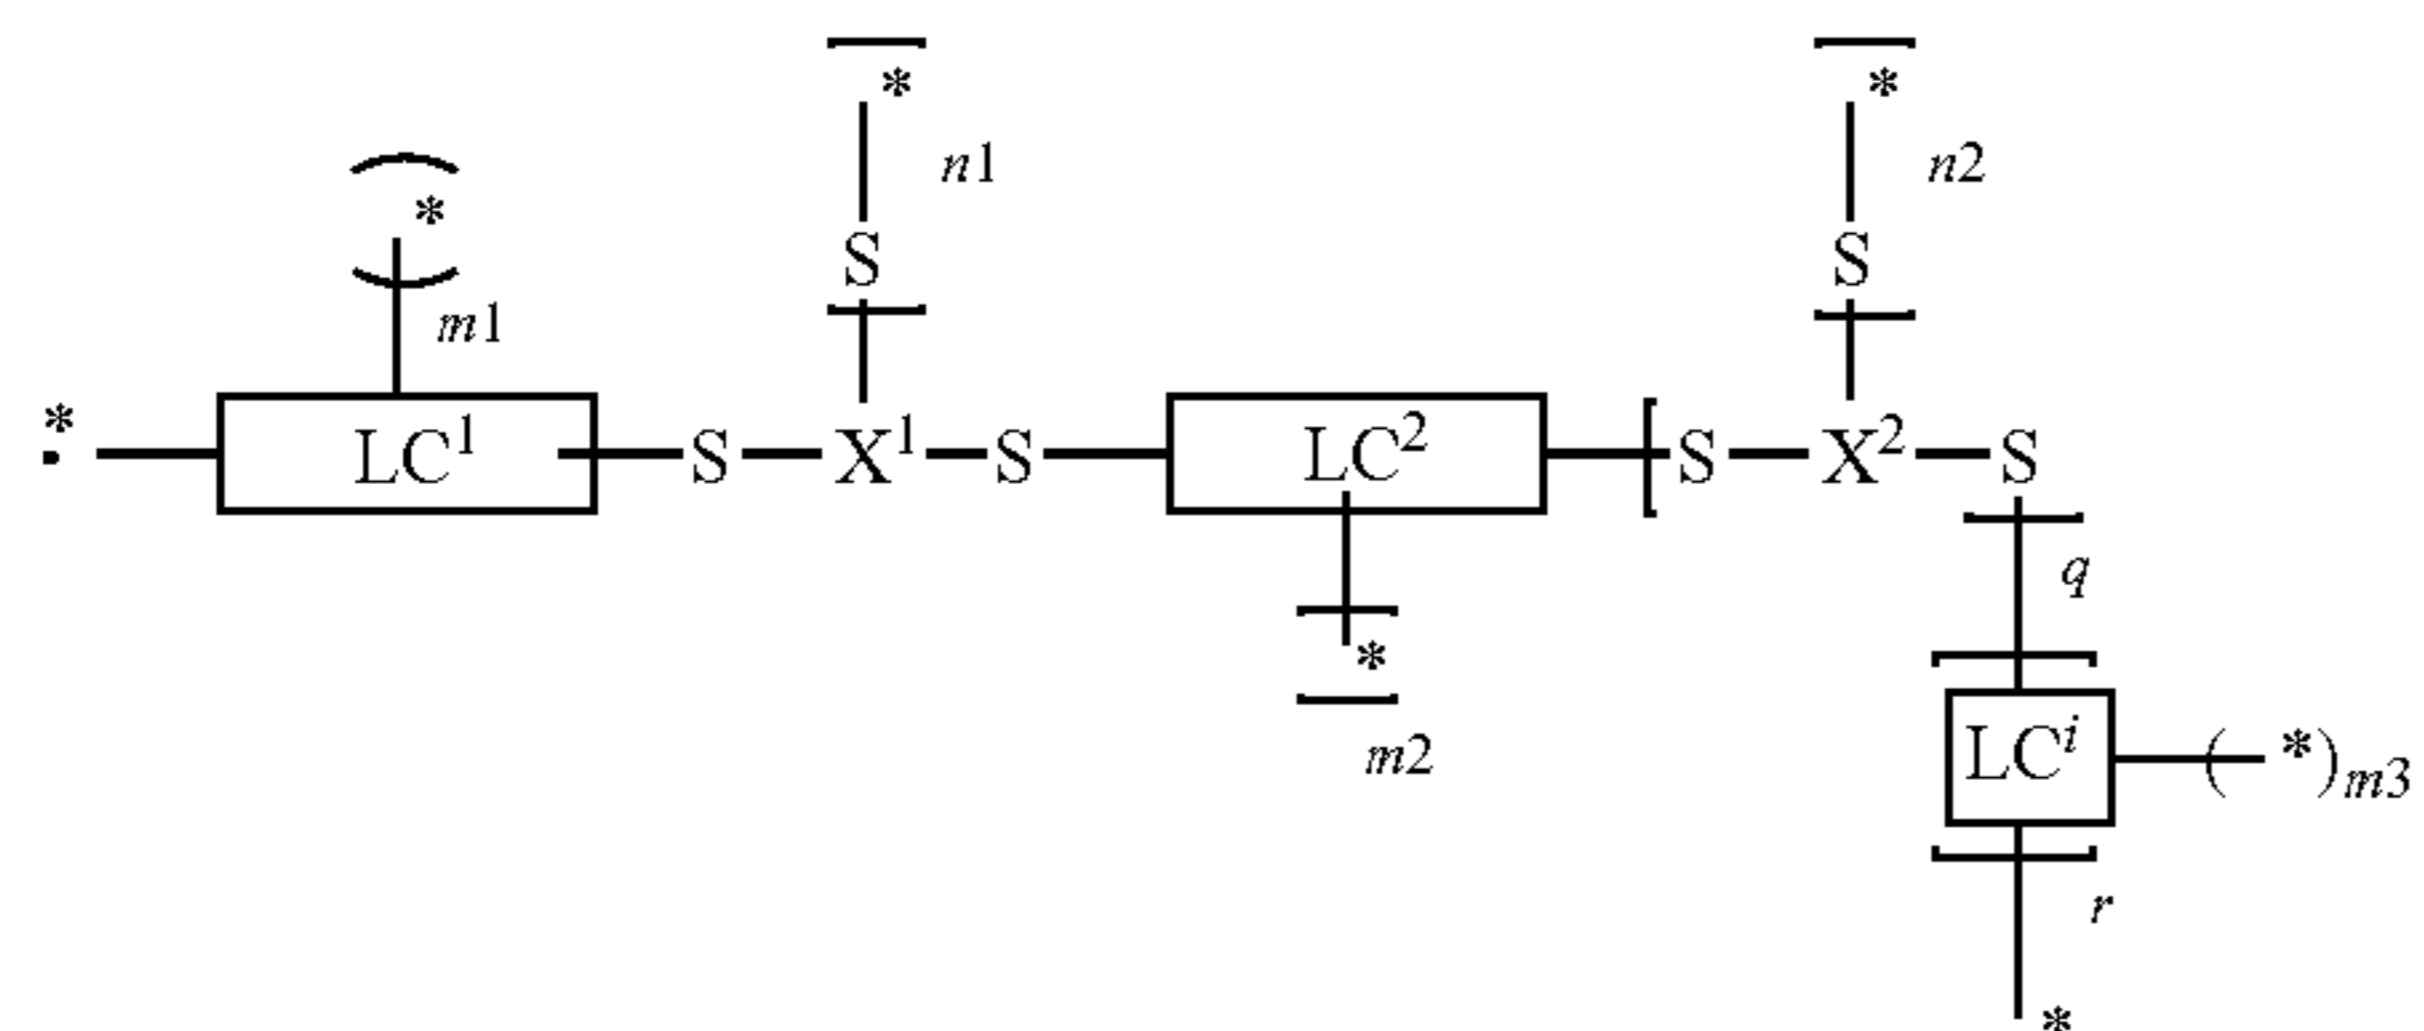 * *
* n1 n2
S S
m1
*
LC¹ S X¹ S LC² S X² S
q
*
m2 LCⁱ ( * )m3
r
*